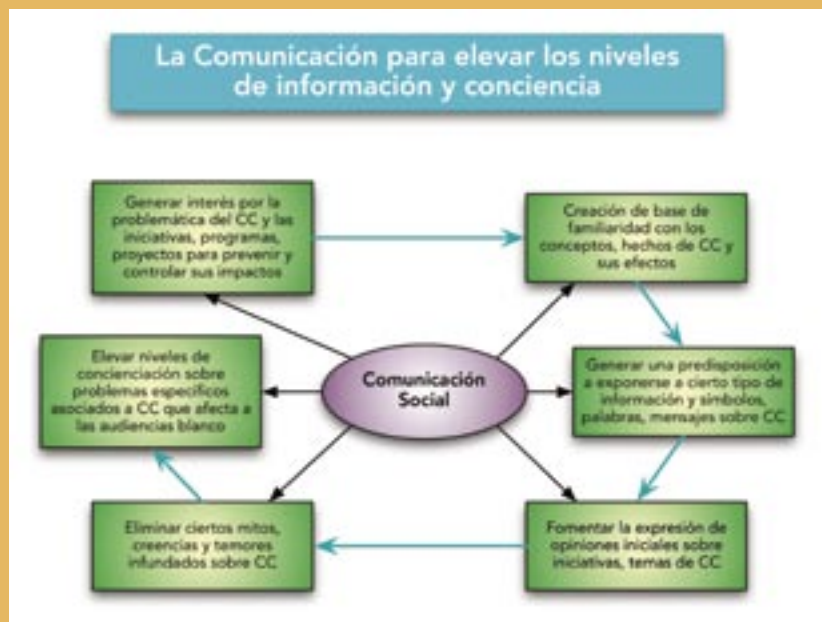 La Comunicación para elevar los niveles
de información y conciencia
Generar interés por la
problemática del CC y las
iniciativas, programas,
proyectos para prevenir y
controlar sus impactos
Creación de base de
familiaridad con los
conceptos, hechos de CC y
sus efectos
Elevar niveles de
concienciación sobre
problemas específicos
asociados a CC que afecta a
las audiencias blanco
Comunicación
Social
Generar una predisposición
a exponerse a cierto tipo de
información y símbolos,
palabras, mensajes sobre CC
Eliminar ciertos mitos,
creencias y temores
infundados sobre CC
Fomentar la expresión de
opiniones iniciales sobre
iniciativas, temas de CC